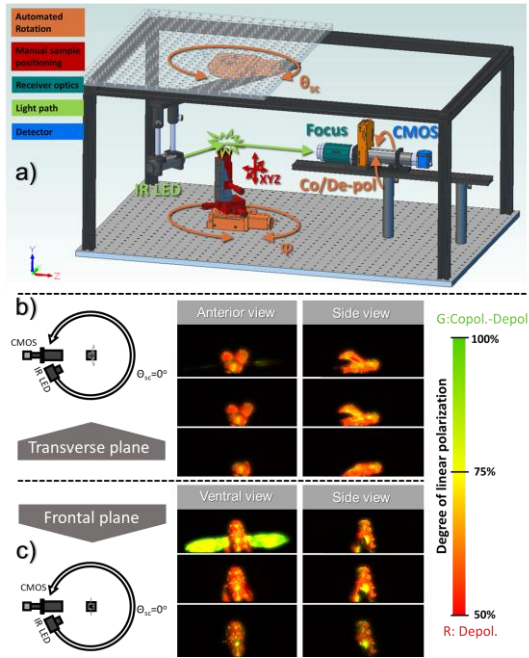 Automated
Rotation
Manual sample
positioning
Receiver optics
Light path
Detector
θsc
Focus
CMOS
IR LED
XYZ
Co/De-pol
a)
φ
Y
X
Z
b)
CMOS
IR LED
Θsc=0°
Anterior view
Side view
Transverse plane
G:Copol.-Depol
100%
Degree of linear polarization
75%
50%
R: Depol.
Frontal plane
Ventral view
Side view
c)
CMOS
IR LED
Θsc=0°